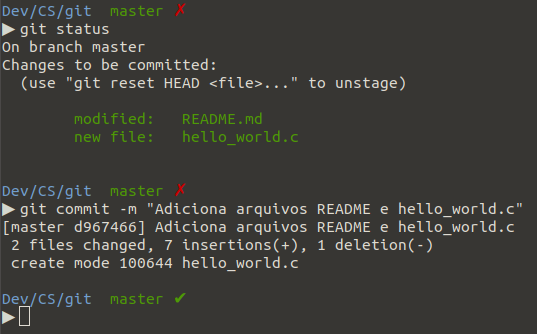 Dev/CS/git master ✗
▶ git status
On branch master
Changes to be committed:
  (use "git reset HEAD <file>..." to unstage)
        modified:   README.md
        new file:   hello_world.c
Dev/CS/git master ✗
▶ git commit -m "Adiciona arquivos README e hello_world.c"
[master d967466] Adiciona arquivos README e hello_world.c
 2 files changed, 7 insertions(+), 1 deletion(-)
 create mode 100644 hello_world.c
Dev/CS/git master ✔
▶